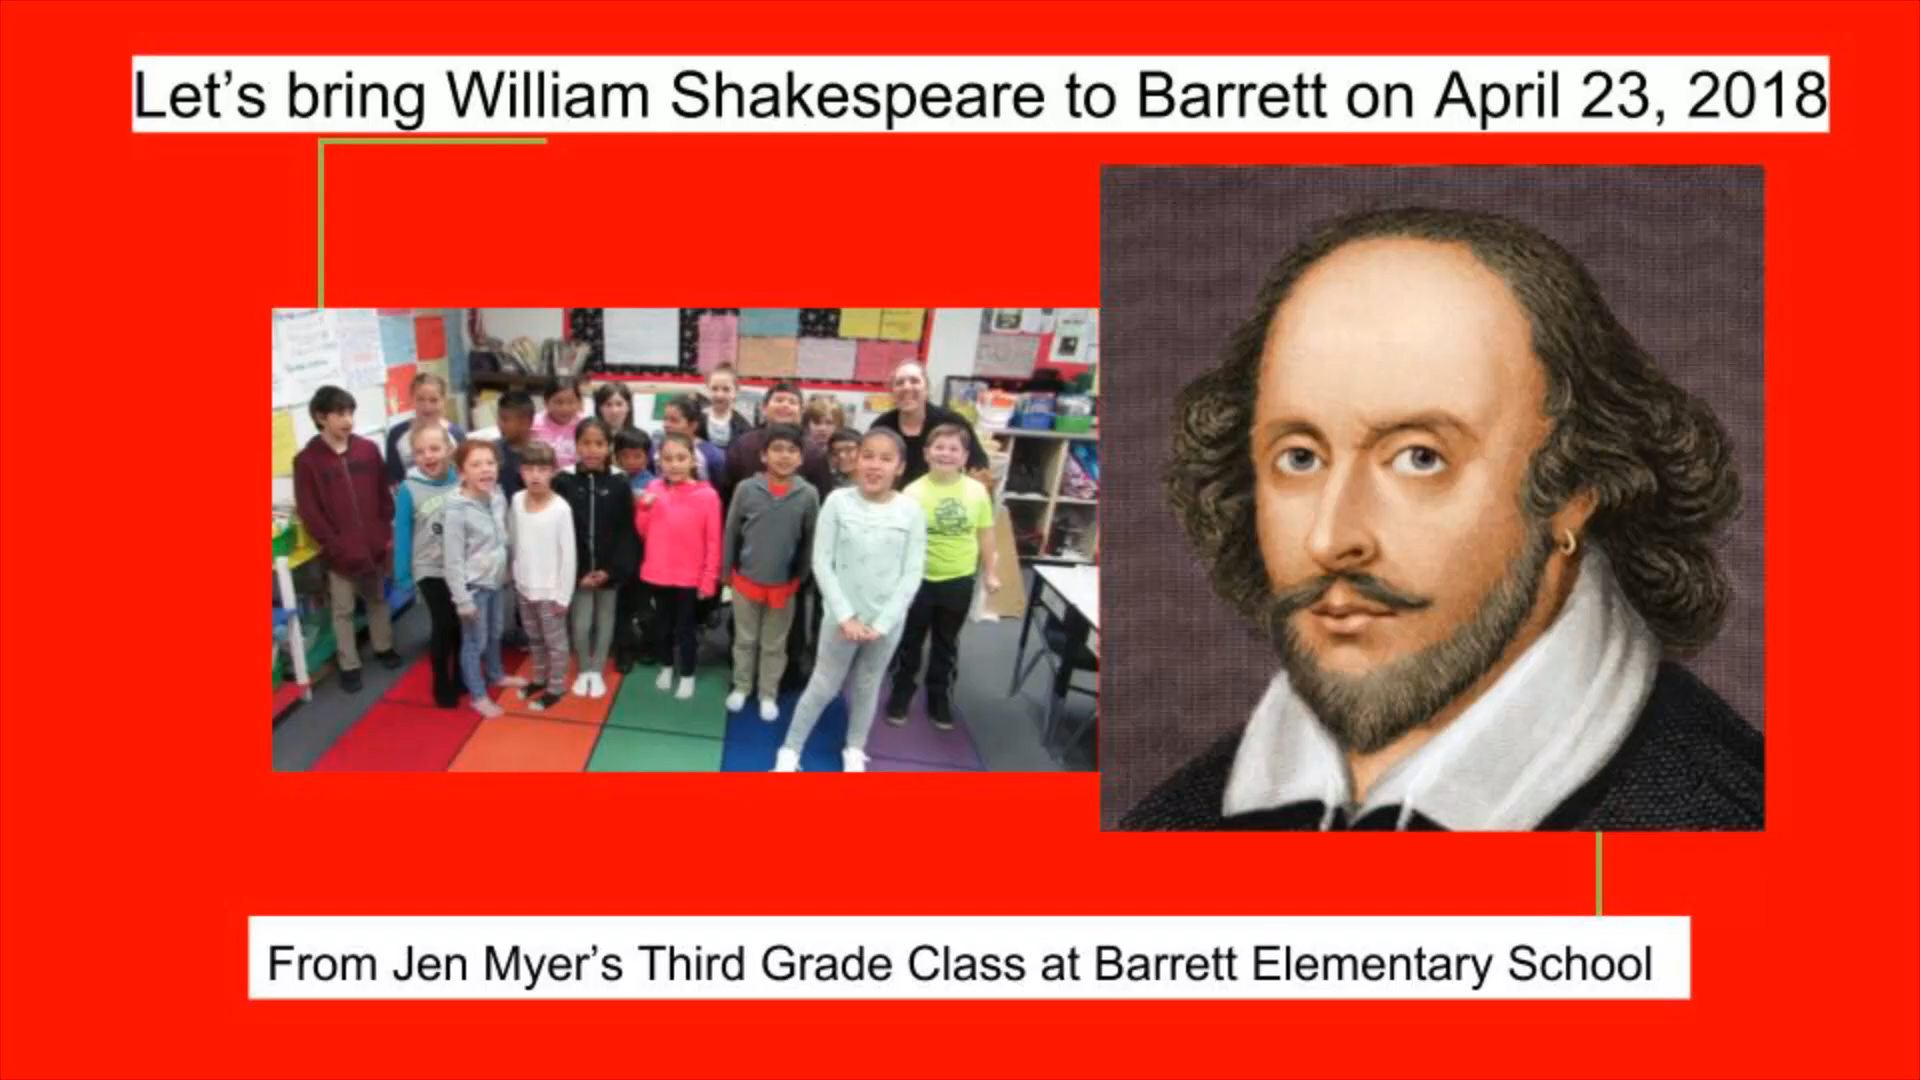 Let's bring William Shakespeare to Barrett on April 23, 2018
From Jen Myer's Third Grade Class at Barrett Elementary School